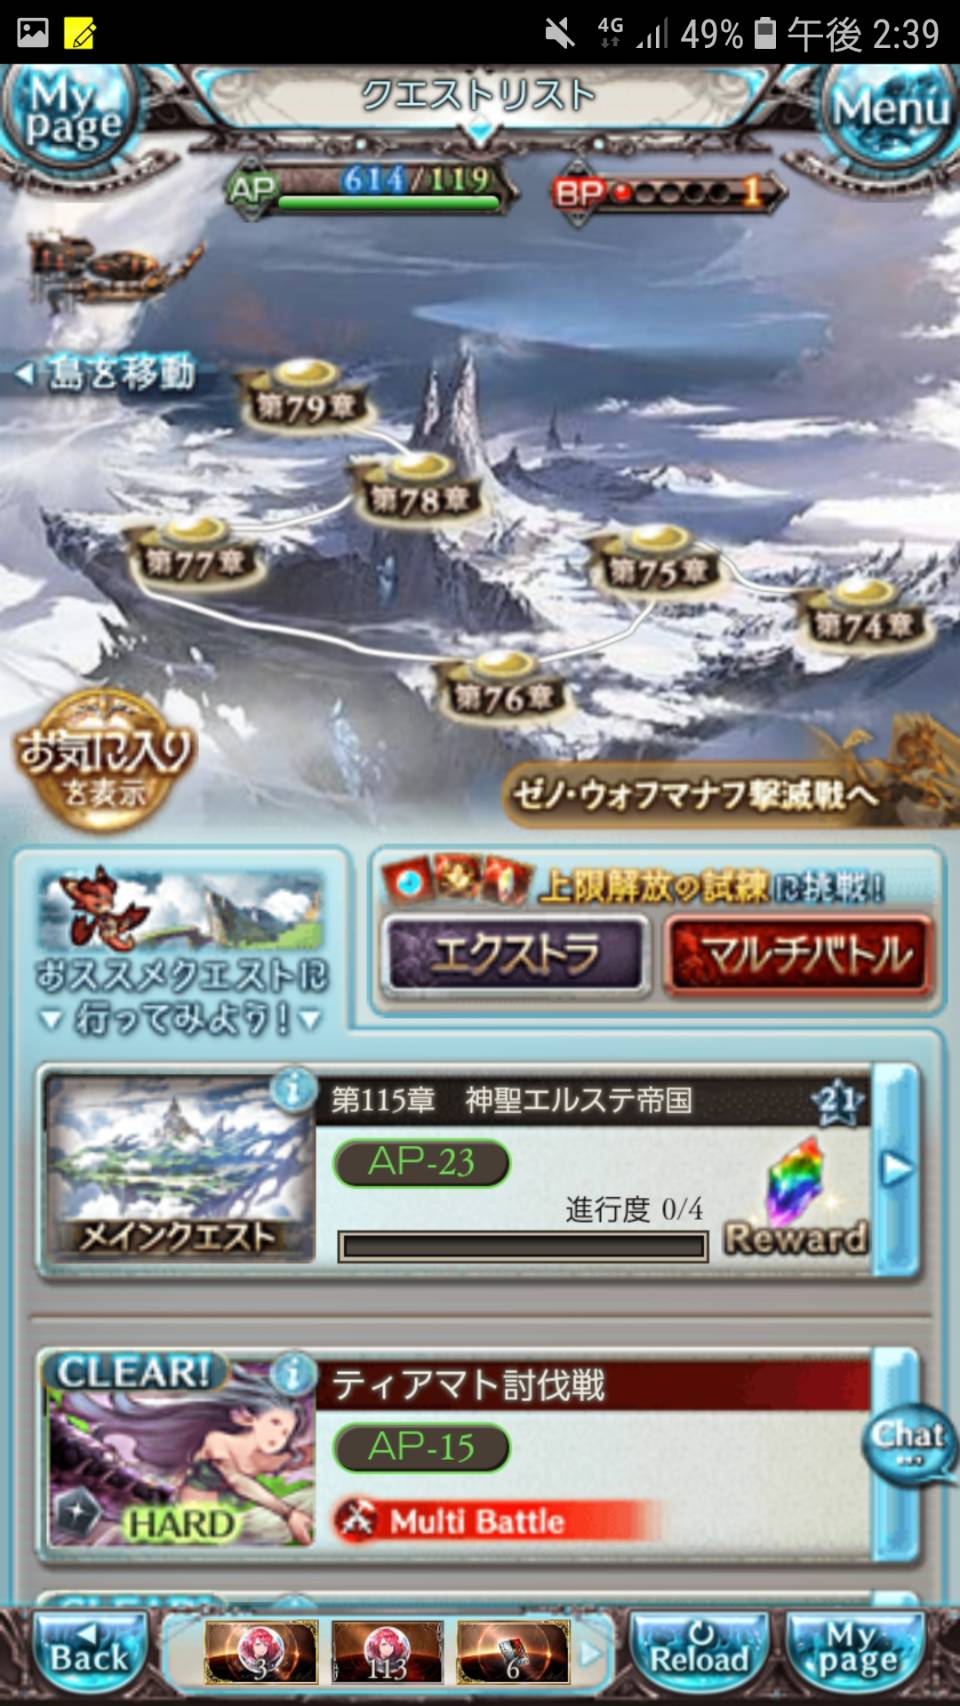 4G 49% 午後 2:39
My page
クエストリスト
Menu
AP 614/119
BP 1
島を移動
第79章
第78章
第77章
第75章
第74章
第76章
お気に入り
を表示
ゼノ・ウォフマナフ撃滅戦へ
おススメクエストに
▼ 行ってみよう!▼
上限解放の試練に挑戦!
エクストラ
マルチバトル
第115章 神聖エルステ帝国
21
AP-23
進行度 0/4
メインクエスト
Reward
CLEAR!
ティアマト討伐戦
AP-15
HARD
Multi Battle
Chat
CLEAR!
Back
3
113
6
Reload
My page